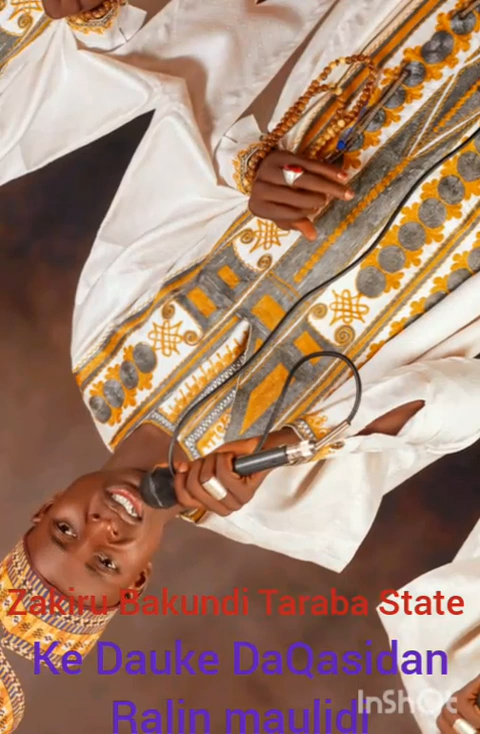 Zakiru Bakundi Taraba State
Ke Dauke DaQasidan
Ralin maulidi
InShOt